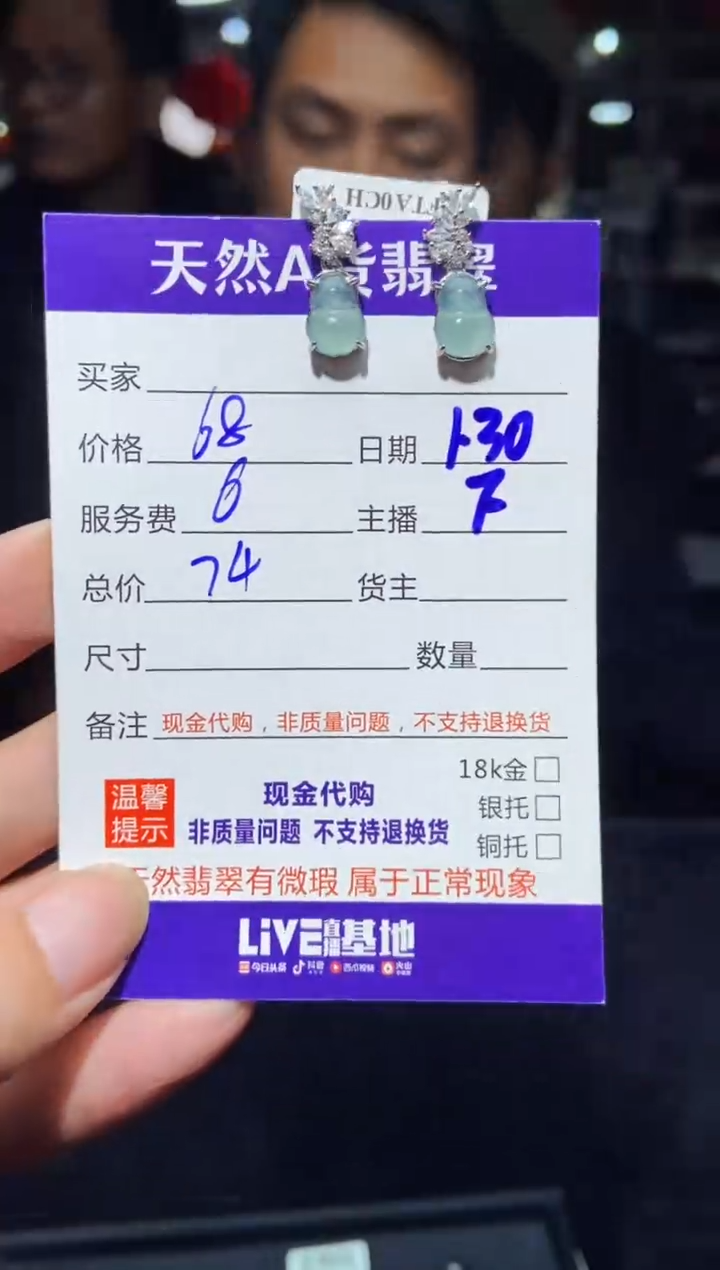 天然A货翡翠
买家
价格 68 日期 1-30
服务费 6 主播 下
总价 74 货主
尺寸 数量
备注 现金代购，非质量问题，不支持退换货
18k金
温馨提示
现金代购
非质量问题 不支持退换货
银托
铜托
天然翡翠有微瑕 属于正常现象
LiVE直播基地
今日头条 抖音 西瓜视频 火山